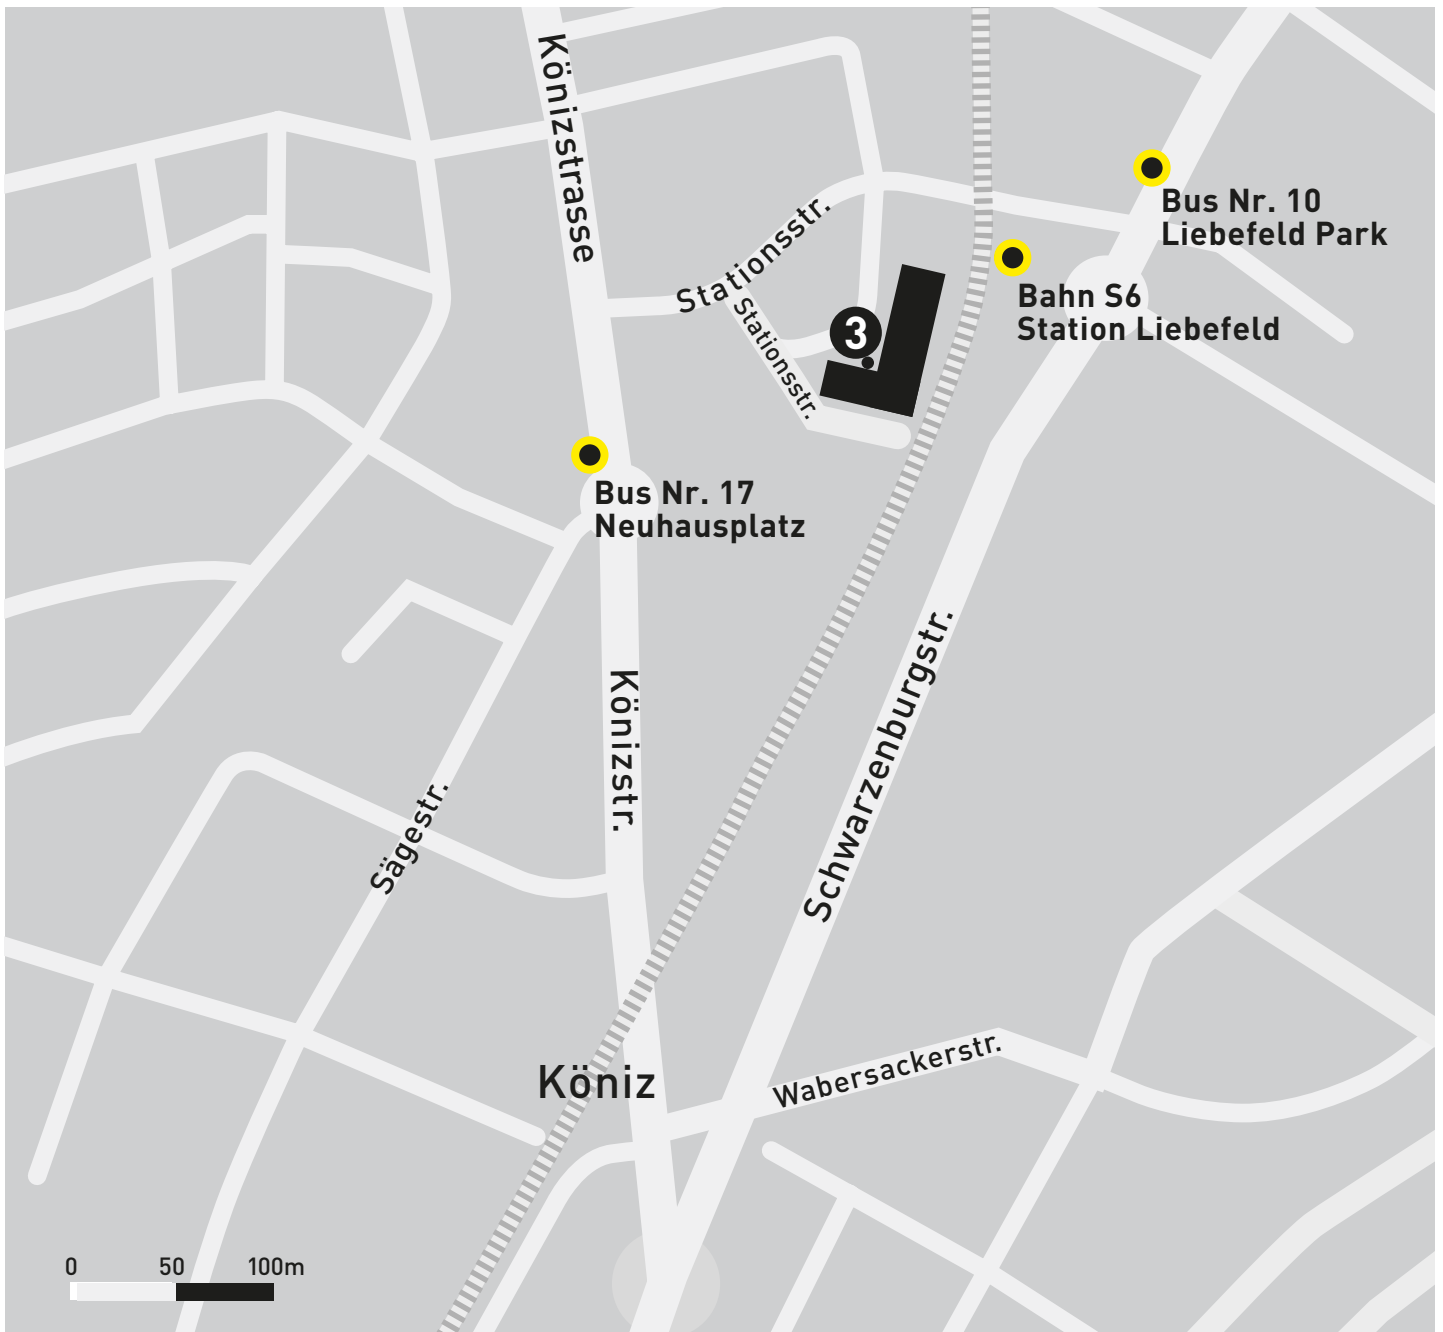 Könizstrasse
Bus Nr. 10
Liebefeld Park
Stationsstr.
Bahn S6
Station Liebefeld
Stationsstr.
3
Bus Nr. 17
Neuhausplatz
Könizstr.
Schwarzenburgstr.
Sägestr.
Wabersackerstr.
Köniz
0 50 100m